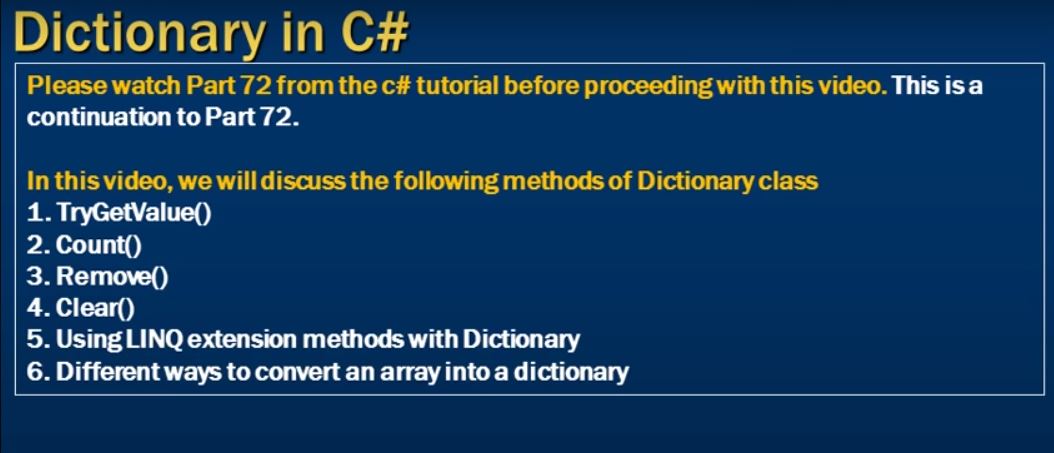 Dictionary in C#
Please watch Part 72 from the c# tutorial before proceeding with this video. This is a
continuation to Part 72.
In this video, we will discuss the following methods of Dictionary class
1. TryGetValue()
2. Count()
3. Remove()
4. Clear()
5. Using LINQ extension methods with Dictionary
6. Different ways to convert an array into a dictionary